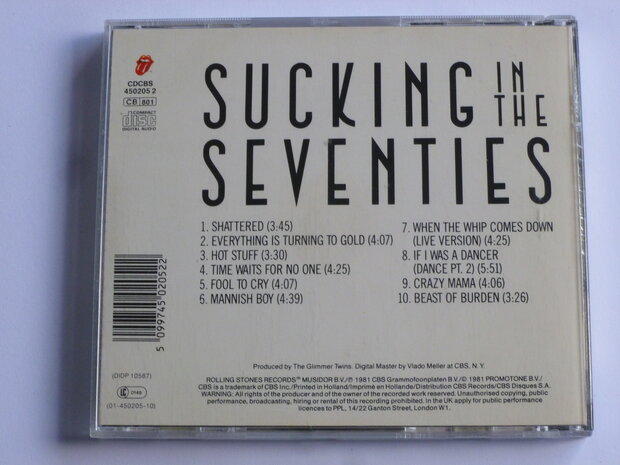 CDCBS
450205 2
CB 801
COMPACT
disc
DIGITAL AUDIO
SUCKING IN THE
SEVENTIES
1. SHATTERED (3:45)
2. EVERYTHING IS TURNING TO GOLD (4:07)
3. HOT STUFF (3:30)
4. TIME WAITS FOR NO ONE (4:25)
5. FOOL TO CRY (4:07)
6. MANNISH BOY (4:39)
7. WHEN THE WHIP COMES DOWN
(LIVE VERSION) (4:25)
8. IF I WAS A DANCER
(DANCE PT. 2) (5:51)
9. CRAZY MAMA (4:06)
10. BEAST OF BURDEN (3:26)
5 099745 020522
Produced by The Glimmer Twins. Digital Master by Vlado Meller at CBS, N.Y.
(DIDP 10587)
LC 0149
(01-450205-10)
ROLLING STONES RECORDS™ MUSIDOR B.V./℗ 1981 CBS Grammofoonplaten B.V./© 1981 PROMOTONE B.V./
CBS is a trademark of CBS Inc./Printed in Holland/Imprimé en Hollande/Distribution CBS Records/CBS Disques S.A.
WARNING: All rights of the producer and of the owner of the recorded work reserved. Unauthorised copying, public
performance, broadcasting, hiring or rental of this recording prohibited. In the UK apply for public performance
licences to PPL, 14/22 Ganton Street, London W1.